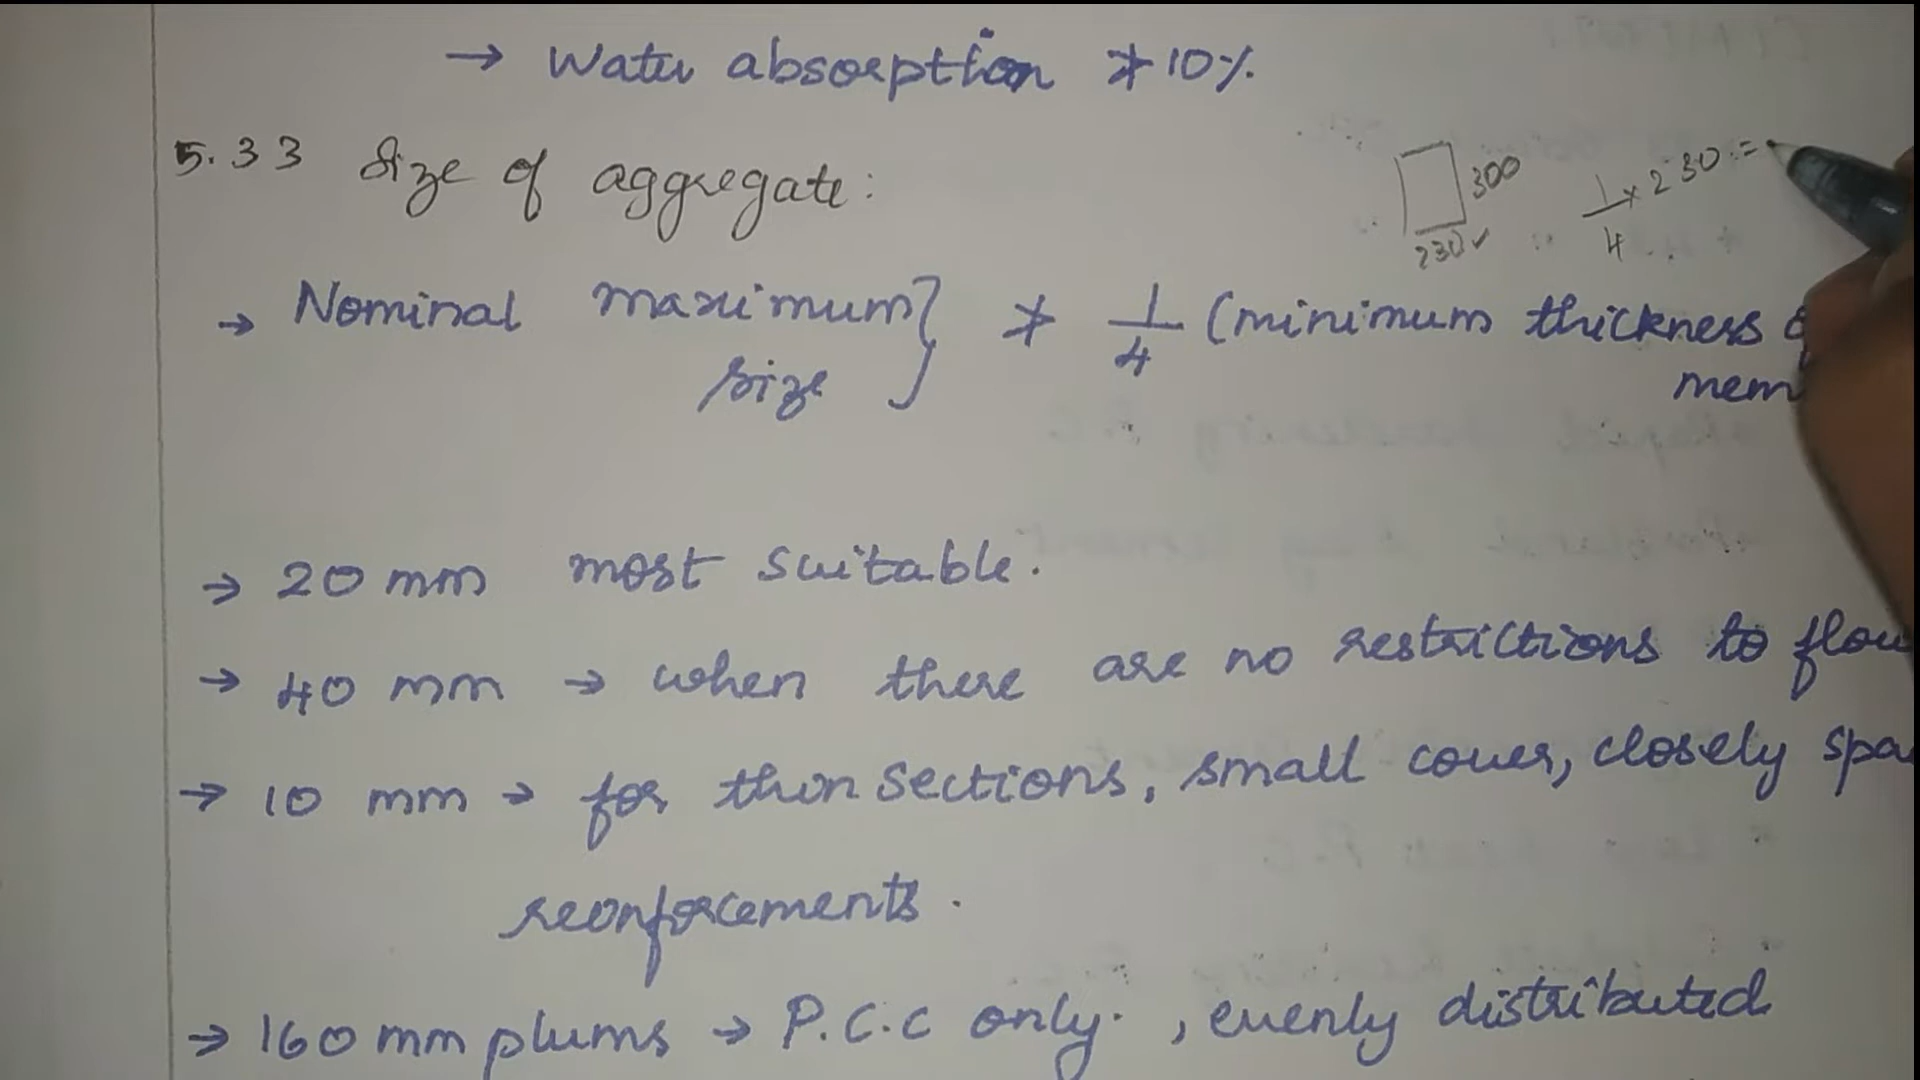 → Water absorption ≯ 10%
5.33 Size of aggregate:
300
230✓
1/4 × 230 =
→ Nominal maximum size } ≯ 1/4 (minimum thickness
mem
→ 20 mm most suitable.
→ 40 mm → when there are no restrictions to flow
→ 10 mm → for thin sections, small cover, closely spa
reonforcements.
→ 160 mm plums → P.C.C only. , evenly distributed